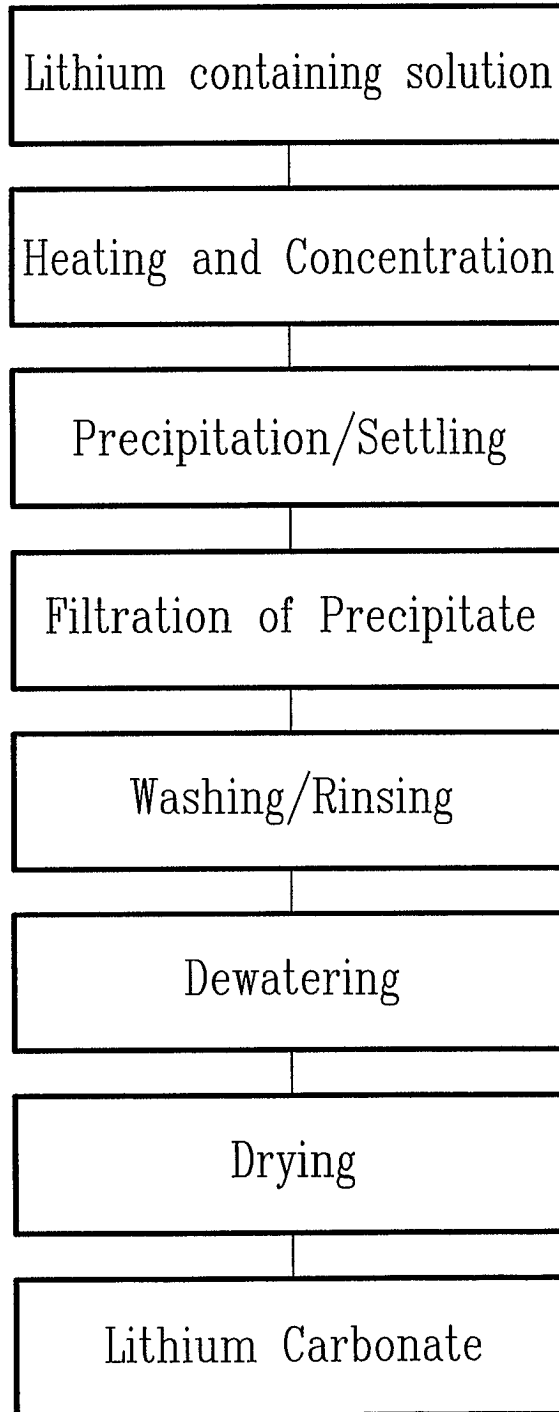 Lithium containing solution
Heating and Concentration
Precipitation/Settling
Filtration of Precipitate
Washing/Rinsing
Dewatering
Drying
Lithium Carbonate